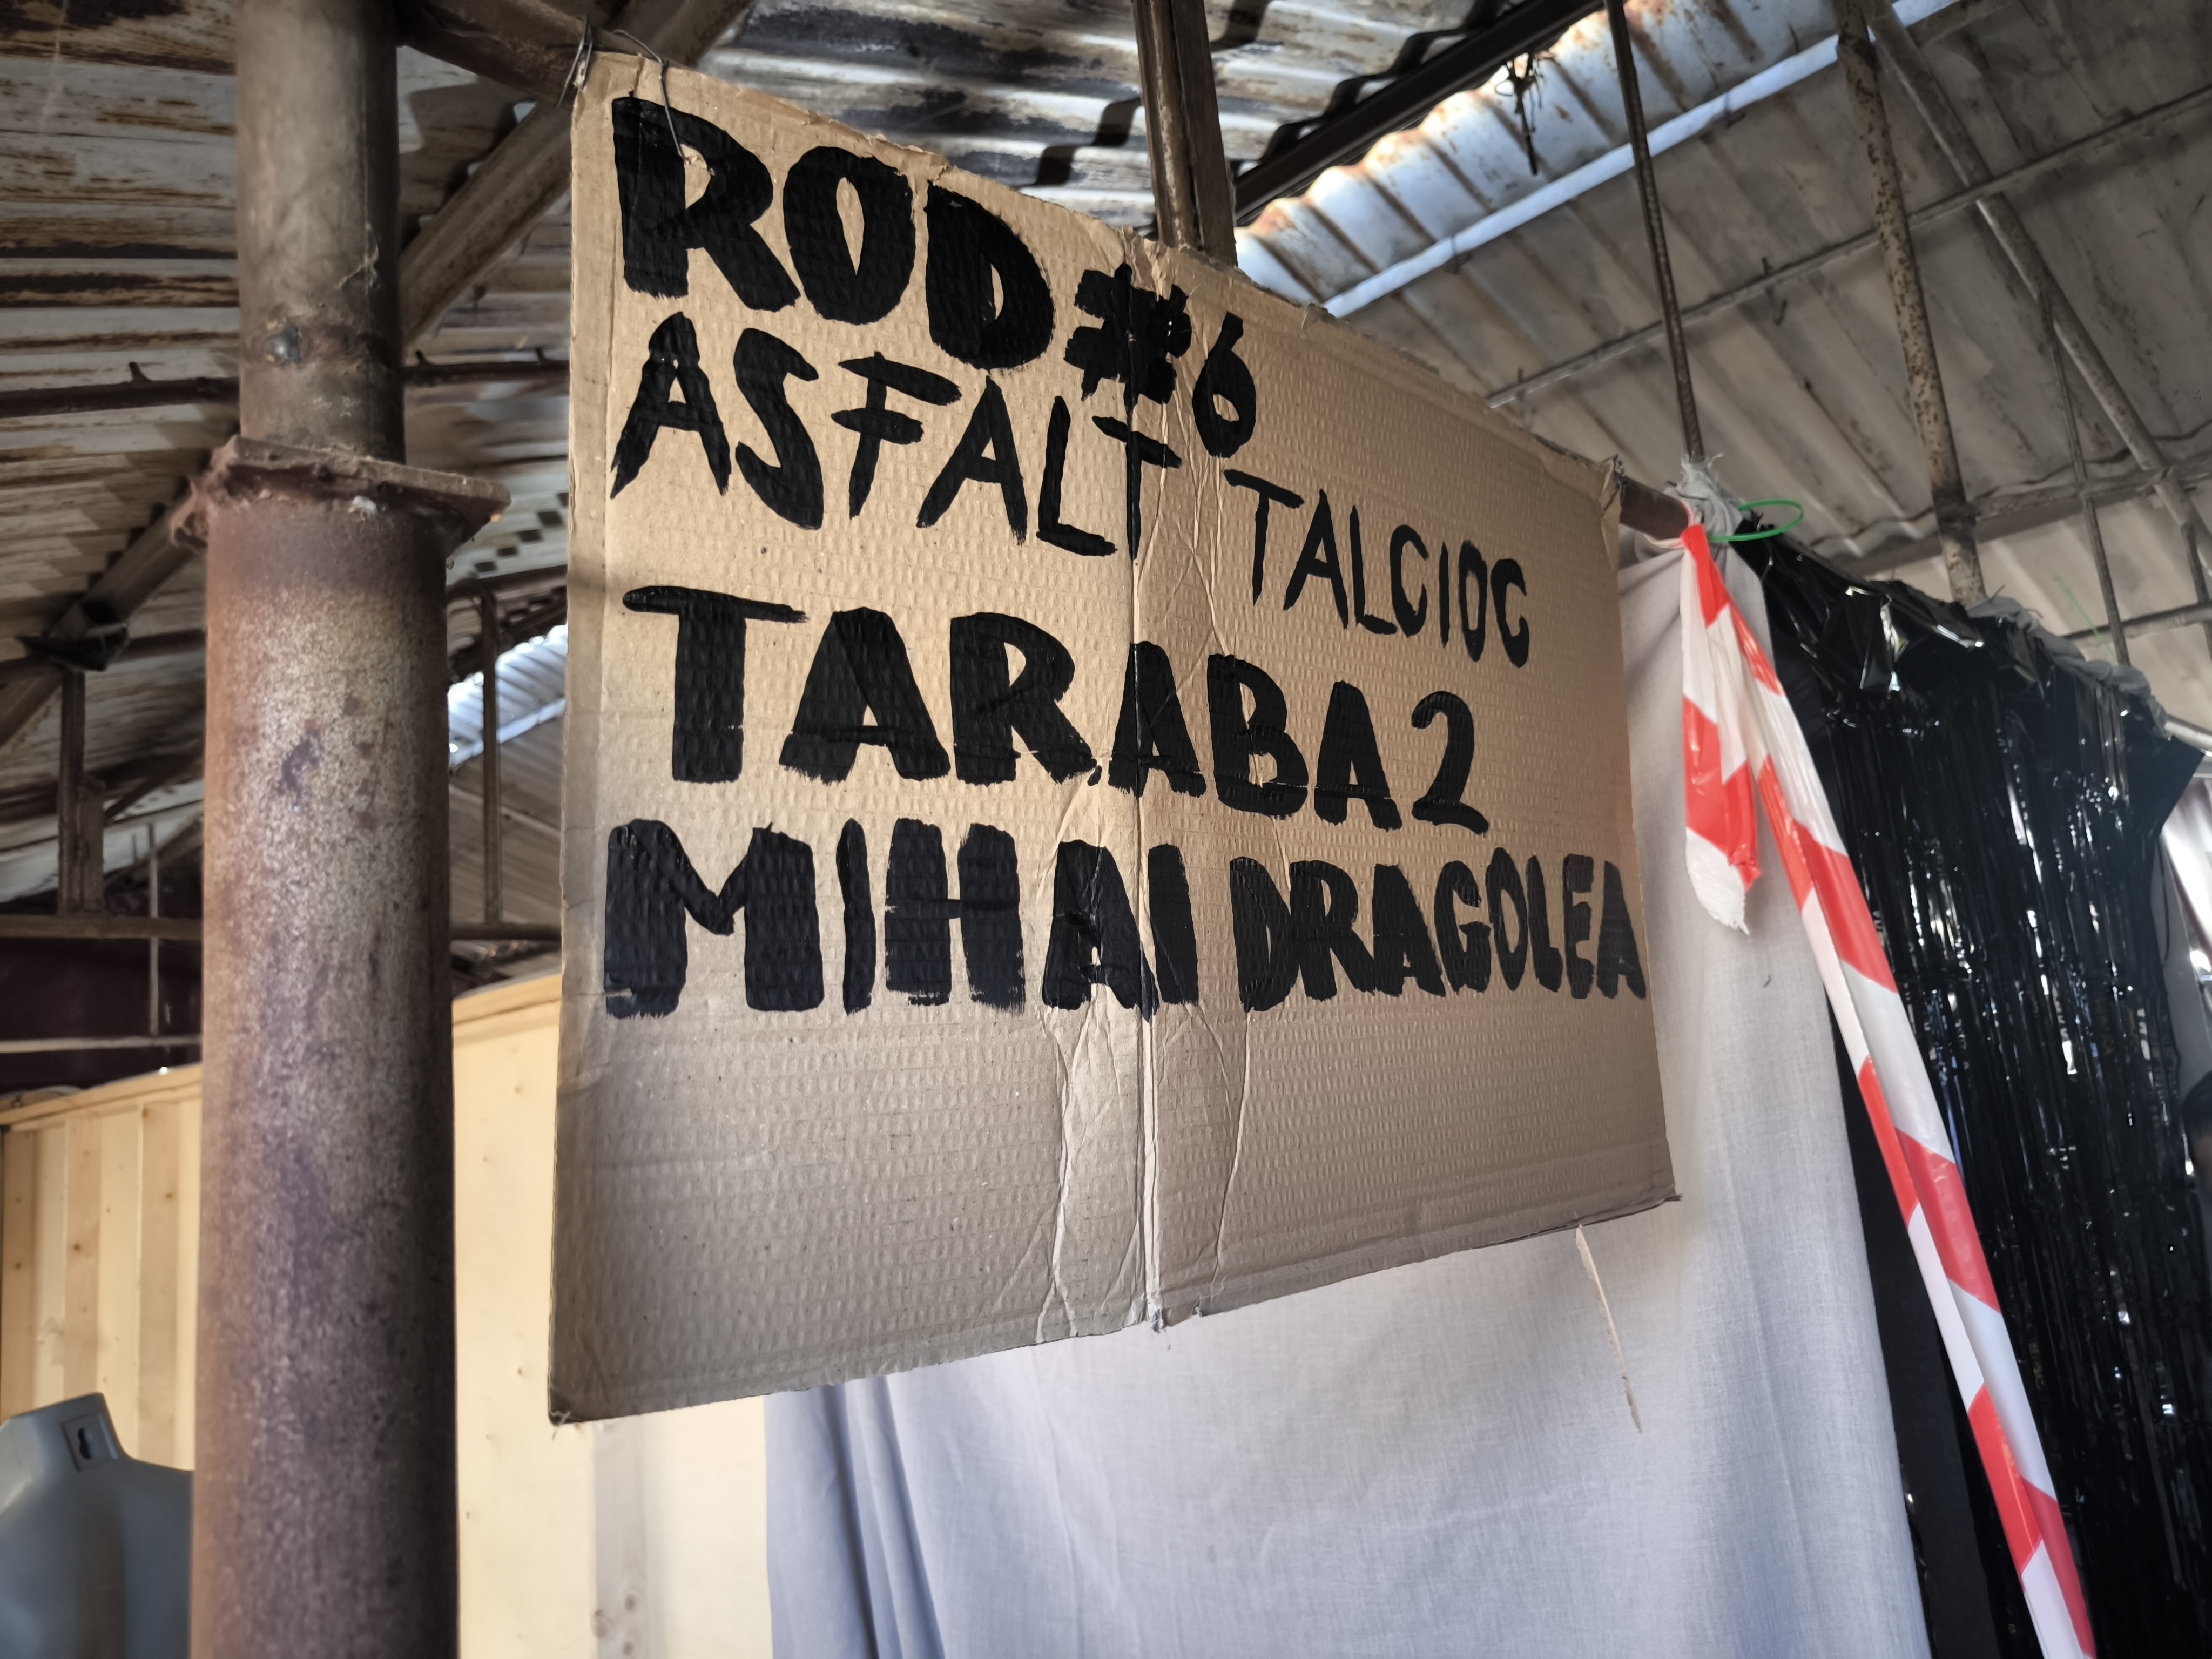 ROD #6
ASFALT TALCIOC
TARABA 2
MIHAI DRAGOLEA